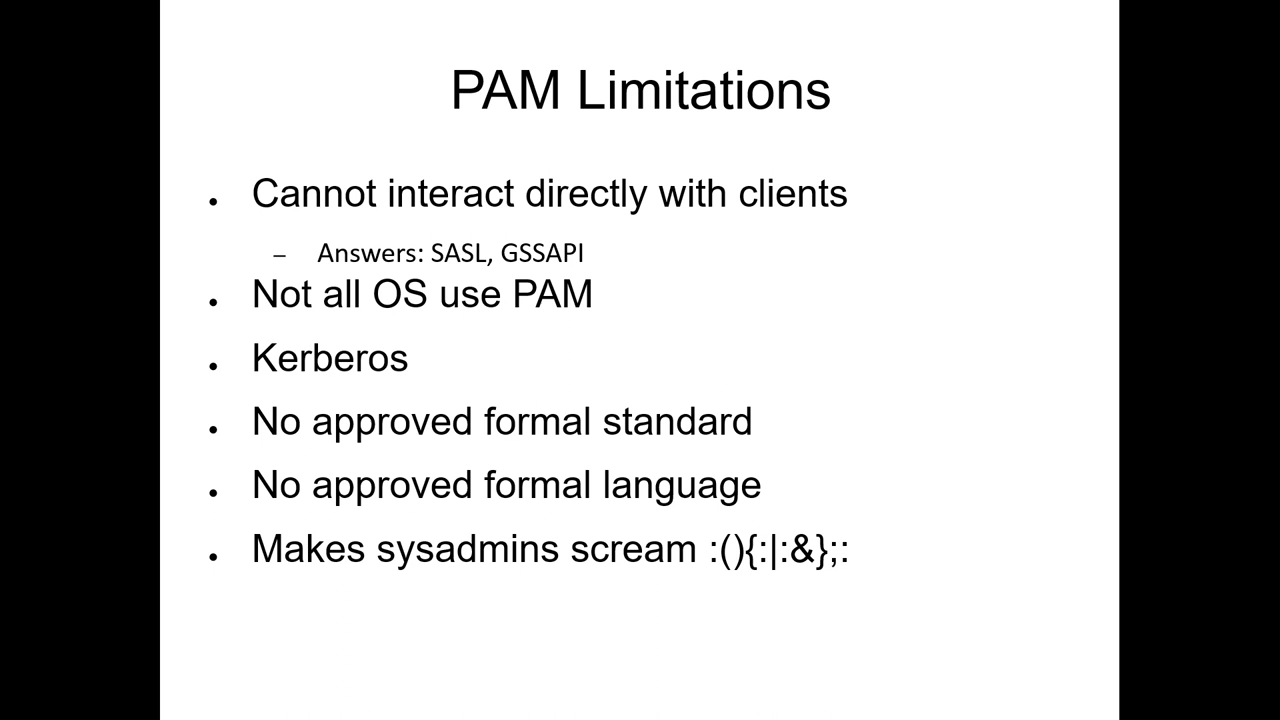 PAM Limitations
• Cannot interact directly with clients
– Answers: SASL, GSSAPI
• Not all OS use PAM
• Kerberos
• No approved formal standard
• No approved formal language
• Makes sysadmins scream :(){:|:&};: